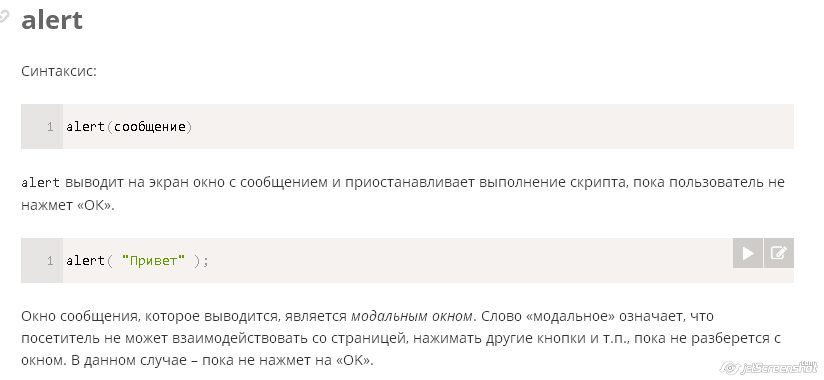 alert
Синтаксис:
1 alert(сообщение)
alert выводит на экран окно с сообщением и приостанавливает выполнение скрипта, пока пользователь не
нажмет «ОК».
1 alert( "Привет" );
Окно сообщения, которое выводится, является модальным окном. Слово «модальное» означает, что
посетитель не может взаимодействовать со страницей, нажимать другие кнопки и т.п., пока не разберется с
окном. В данном случае – пока не нажмет на «OK».
jetScreenshot